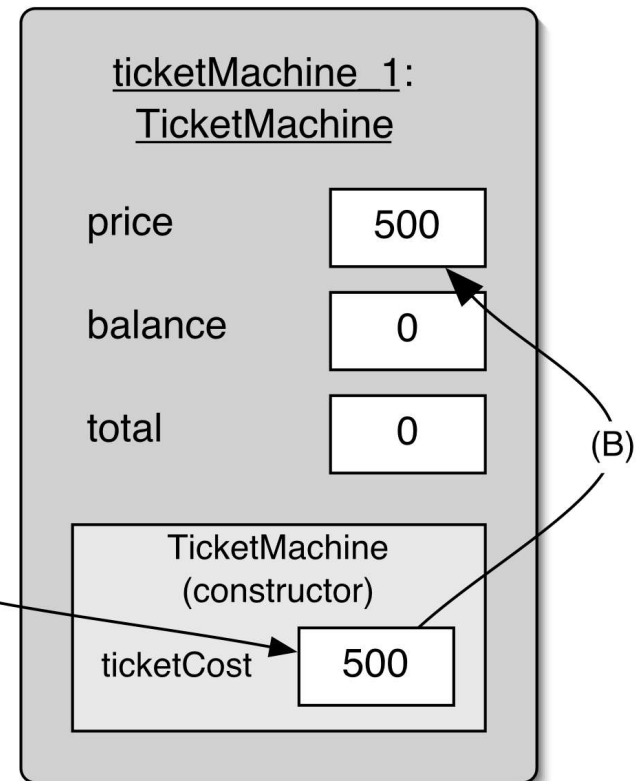 ticketMachine_1:
TicketMachine
price 500
balance 0
total 0
(B)
TicketMachine
(constructor)
ticketCost 500